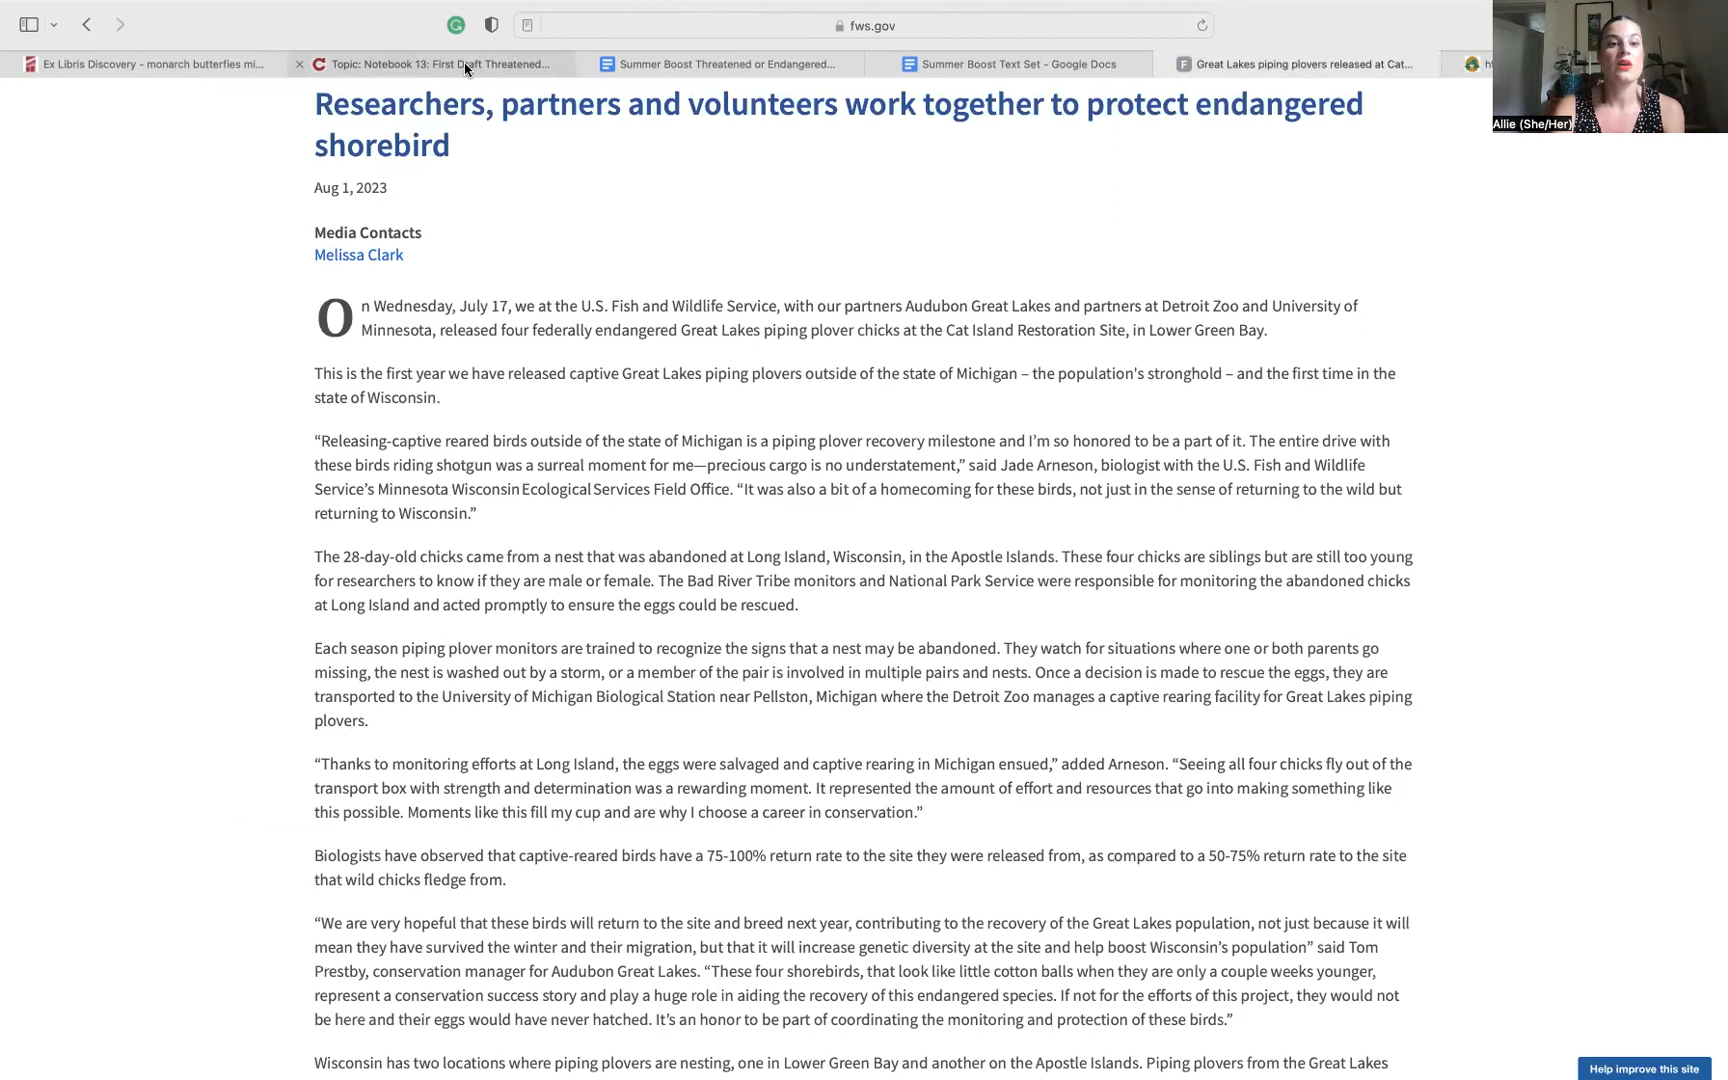 fws.gov
Ex Libris Discovery - monarch butterfies mi...
Topic: Notebook 13: First Draft Threatened...
Summer Boost Threatened or Endangered...
Summer Boost Text Set - Google Docs
Great Lakes piping plovers released at Cat...
ht
Allie (She/Her)
Researchers, partners and volunteers work together to protect endangered
shorebird
Aug 1, 2023
Media Contacts
Melissa Clark
On Wednesday, July 17, we at the U.S. Fish and Wildlife Service, with our partners Audubon Great Lakes and partners at Detroit Zoo and University of
Minnesota, released four federally endangered Great Lakes piping plover chicks at the Cat Island Restoration Site, in Lower Green Bay.
This is the first year we have released captive Great Lakes piping plovers outside of the state of Michigan – the population's stronghold – and the first time in the
state of Wisconsin.
“Releasing-captive reared birds outside of the state of Michigan is a piping plover recovery milestone and I’m so honored to be a part of it. The entire drive with
these birds riding shotgun was a surreal moment for me—precious cargo is no understatement,” said Jade Arneson, biologist with the U.S. Fish and Wildlife
Service’s Minnesota Wisconsin Ecological Services Field Office. “It was also a bit of a homecoming for these birds, not just in the sense of returning to the wild but
returning to Wisconsin.”
The 28-day-old chicks came from a nest that was abandoned at Long Island, Wisconsin, in the Apostle Islands. These four chicks are siblings but are still too young
for researchers to know if they are male or female. The Bad River Tribe monitors and National Park Service were responsible for monitoring the abandoned chicks
at Long Island and acted promptly to ensure the eggs could be rescued.
Each season piping plover monitors are trained to recognize the signs that a nest may be abandoned. They watch for situations where one or both parents go
missing, the nest is washed out by a storm, or a member of the pair is involved in multiple pairs and nests. Once a decision is made to rescue the eggs, they are
transported to the University of Michigan Biological Station near Pellston, Michigan where the Detroit Zoo manages a captive rearing facility for Great Lakes piping
plovers.
“Thanks to monitoring efforts at Long Island, the eggs were salvaged and captive rearing in Michigan ensued,” added Arneson. “Seeing all four chicks fly out of the
transport box with strength and determination was a rewarding moment. It represented the amount of effort and resources that go into making something like
this possible. Moments like this fill my cup and are why I choose a career in conservation.”
Biologists have observed that captive-reared birds have a 75-100% return rate to the site they were released from, as compared to a 50-75% return rate to the site
that wild chicks fledge from.
“We are very hopeful that these birds will return to the site and breed next year, contributing to the recovery of the Great Lakes population, not just because it will
mean they have survived the winter and their migration, but that it will increase genetic diversity at the site and help boost Wisconsin’s population” said Tom
Prestby, conservation manager for Audubon Great Lakes. “These four shorebirds, that look like little cotton balls when they are only a couple weeks younger,
represent a conservation success story and play a huge role in aiding the recovery of this endangered species. If not for the efforts of this project, they would not
be here and their eggs would have never hatched. It’s an honor to be part of coordinating the monitoring and protection of these birds.”
Wisconsin has two locations where piping plovers are nesting, one in Lower Green Bay and another on the Apostle Islands. Piping plovers from the Great Lakes
Help improve this site